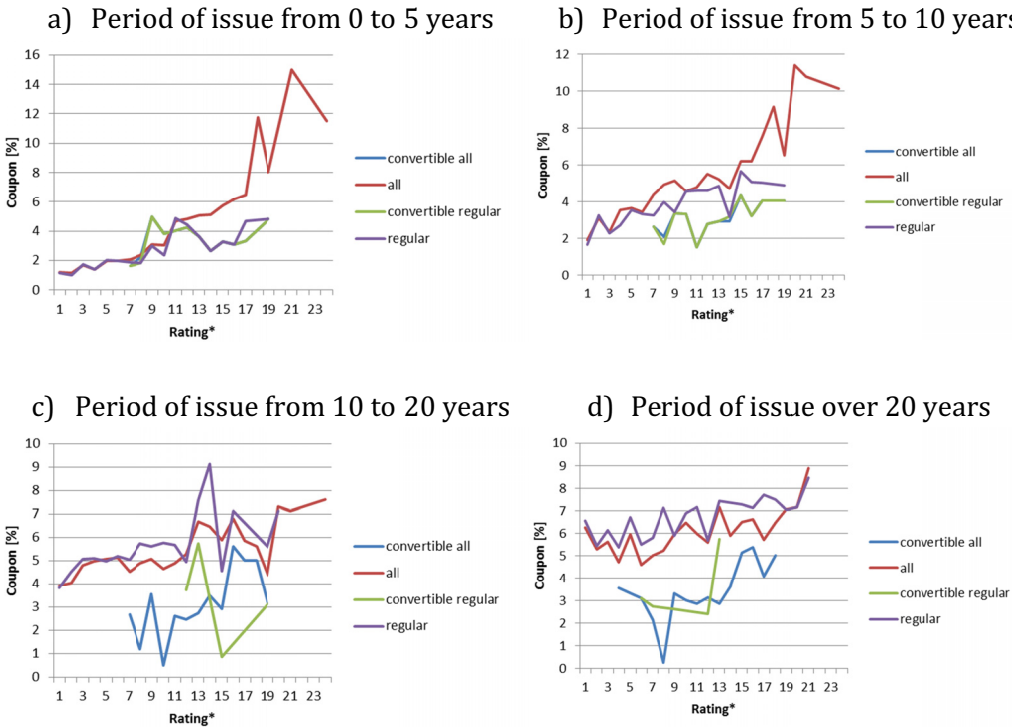 a) Period of issue from 0 to 5 years
16
14
12
10
8
6
4
2
0
Coupon [%]
1 3 5 7 9 11 13 15 17 19 21 23
Rating*
convertible all
all
convertible regular
regular
b) Period of issue from 5 to 10 years
12
10
8
6
4
2
0
Coupon [%]
1 3 5 7 9 11 13 15 17 19 21 23
Rating*
convertible all
all
convertible regular
regular
c) Period of issue from 10 to 20 years
10
9
8
7
6
5
4
3
2
1
0
Coupon [%]
1 3 5 7 9 11 13 15 17 19 21 23
Rating*
convertible all
all
convertible regular
regular
d) Period of issue over 20 years
10
9
8
7
6
5
4
3
2
1
0
Coupon [%]
1 3 5 7 9 11 13 15 17 19 21 23
Rating*
convertible all
all
convertible regular
regular